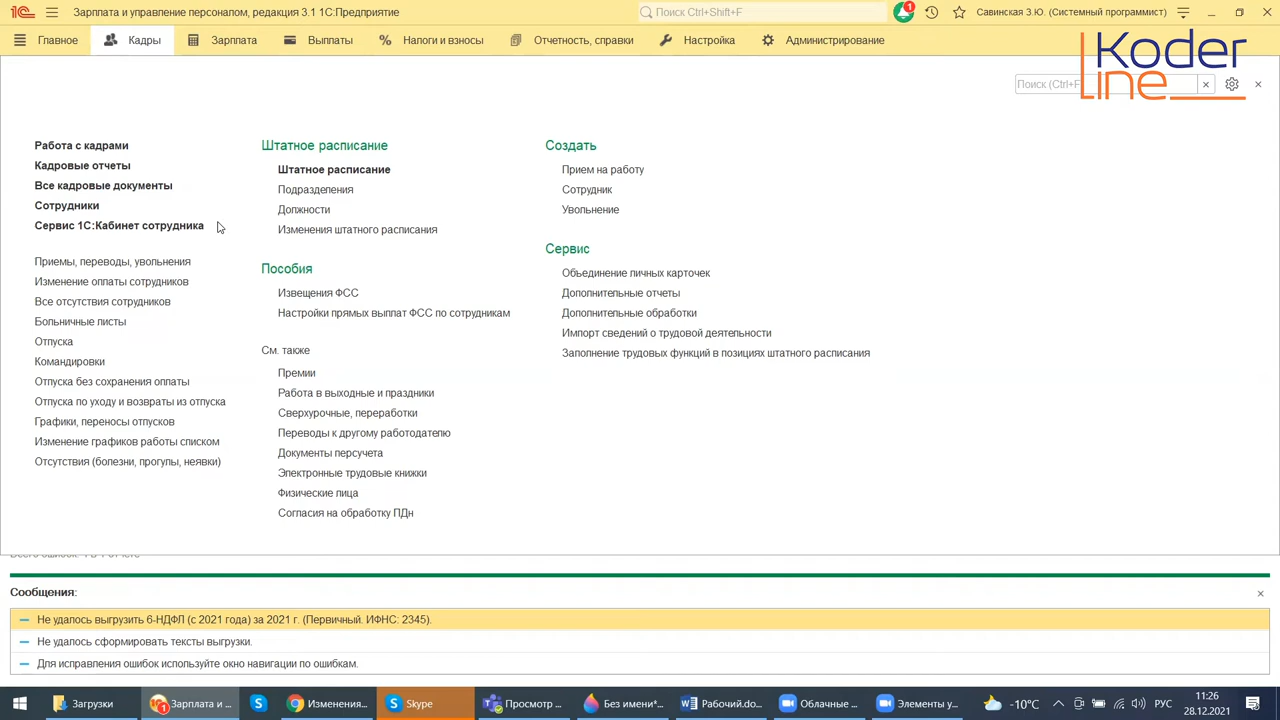 Зарплата и управление персоналом, редакция 3.1 1С:Предприятие
Поиск Ctrl+Shift+F
1
Савинская З.Ю. (Системный программист)
Главное Кадры Зарплата Выплаты Налоги и взносы Отчетность, справки Настройка Администрирование
Koder
line
Поиск (Ctrl+F
Работа с кадрами
Кадровые отчеты
Все кадровые документы
Сотрудники
Сервис 1С:Кабинет сотрудника
Приемы, переводы, увольнения
Изменение оплаты сотрудников
Все отсутствия сотрудников
Больничные листы
Отпуска
Командировки
Отпуска без сохранения оплаты
Отпуска по уходу и возвраты из отпуска
Графики, переносы отпусков
Изменение графиков работы списком
Отсутствия (болезни, прогулы, неявки)
Штатное расписание
Штатное расписание
Подразделения
Должности
Изменения штатного расписания
Пособия
Извещения ФСС
Настройки прямых выплат ФСС по сотрудникам
См. также
Премии
Работа в выходные и праздники
Сверхурочные, переработки
Переводы к другому работодателю
Документы персучета
Электронные трудовые книжки
Физические лица
Согласия на обработку ПДн
Создать
Прием на работу
Сотрудник
Увольнение
Сервис
Объединение личных карточек
Дополнительные отчеты
Дополнительные обработки
Импорт сведений о трудовой деятельности
Заполнение трудовых функций в позициях штатного расписания
Сообщения:
Не удалось выгрузить 6-НДФЛ (с 2021 года) за 2021 г. (Первичный. ИФНС: 2345).
Не удалось сформировать тексты выгрузки.
Для исправления ошибок используйте окно навигации по ошибкам.
Загрузки
1
Зарплата и ...
Изменения...
Skype
Просмотр ...
Без имени*...
Рабочий.do...
Облачные ...
Элементы у...
-10°C
РУС
11:26
28.12.2021